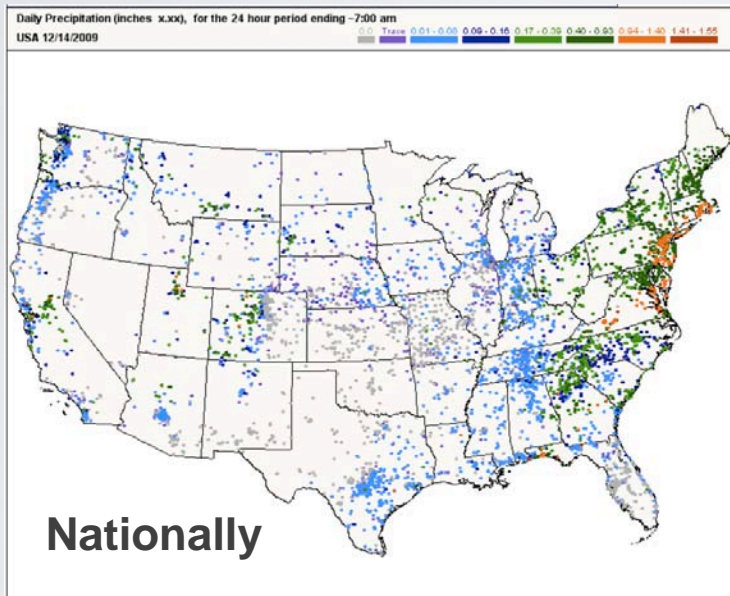 Daily Precipitation (inches x.xx), for the 24 hour period ending ~7:00 am
USA 12/14/2009
0.0 Trace 0.01 - 0.08 0.09 - 0.16 0.17 - 0.39 0.40 - 0.93 0.94 - 1.40 1.41 - 1.55
Nationally